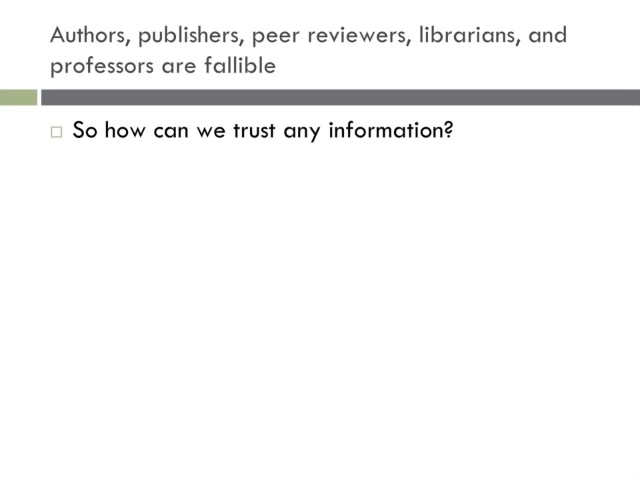 Authors, publishers, peer reviewers, librarians, and
professors are fallible
So how can we trust any information?